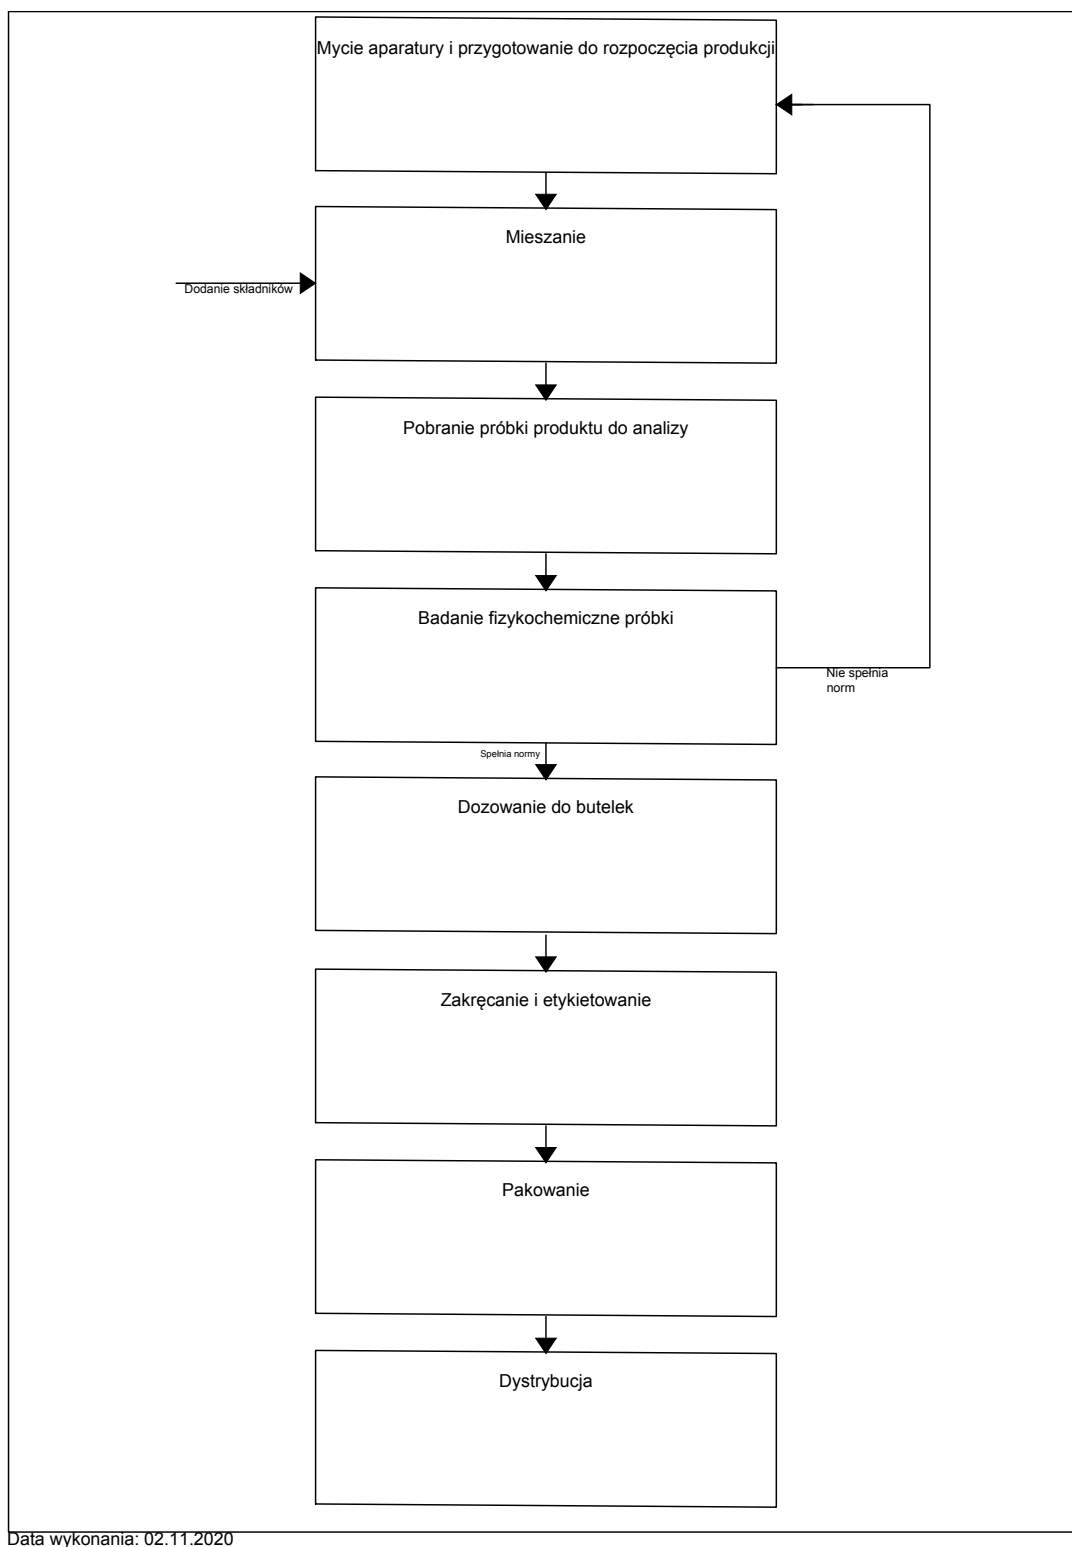 Mycie aparatury i przygotowanie do rozpoczęcia produkcji
Mieszanie
Dodanie składników
Pobranie próbki produktu do analizy
Badanie fizykochemiczne próbki
Nie spełnia
norm
Spełnia normy
Dozowanie do butelek
Zakręcanie i etykietowanie
Pakowanie
Dystrybucja
Data wykonania: 02.11.2020